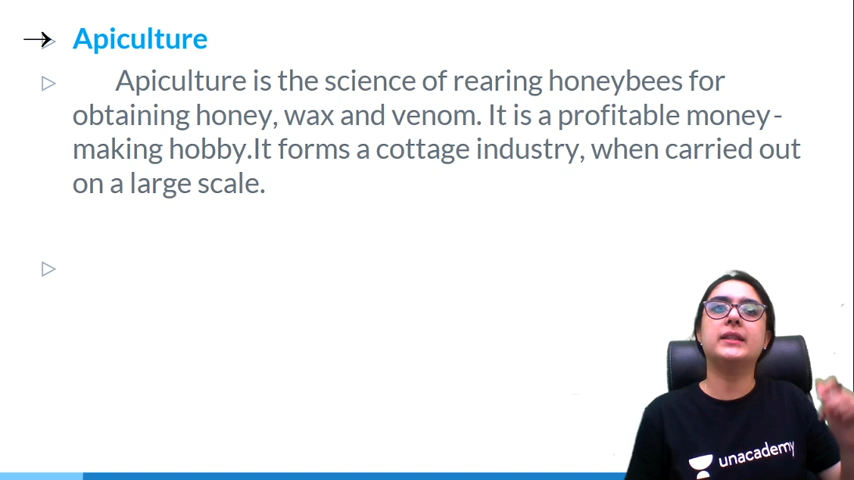 Apiculture
Apiculture is the science of rearing honeybees for
obtaining honey, wax and venom. It is a profitable money-
making hobby.It forms a cottage industry, when carried out
on a large scale.
unacademy